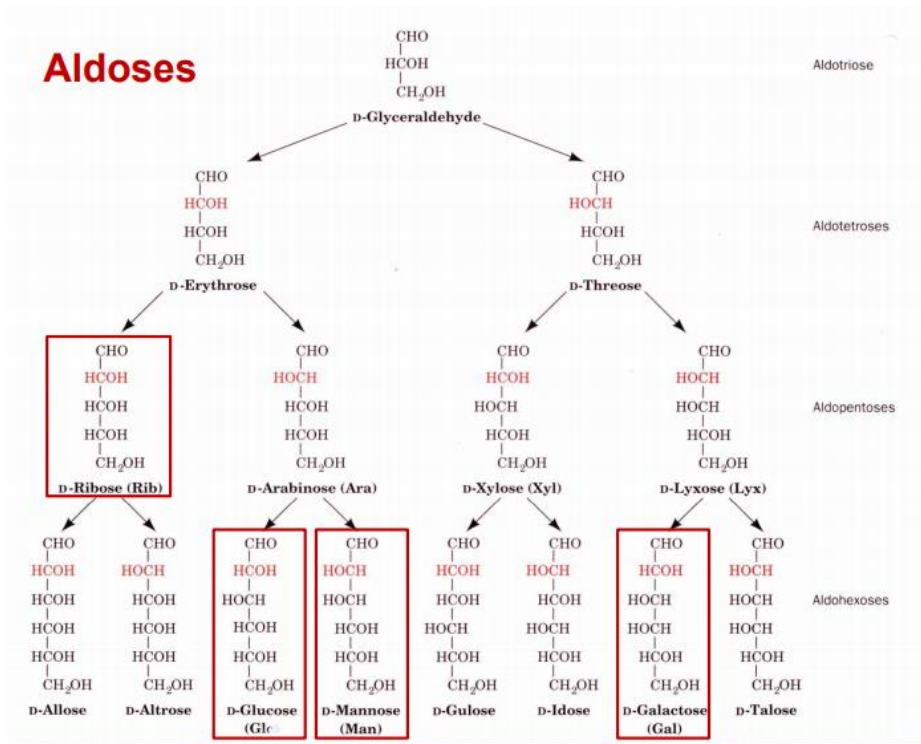 Aldoses
CHO
HCOH
CH₂OH
D-Glyceraldehyde
Aldotriose
CHO CHO
HCOH HOCH
HCOH HCOH
CH₂OH CH₂OH
D-Erythrose D-Threose
Aldotetroses
CHO CHO CHO CHO
HCOH HOCH HCOH HOCH
HCOH HCOH HOCH HOCH
HCOH HCOH HCOH HCOH
CH₂OH CH₂OH CH₂OH CH₂OH
D-Ribose (Rib) D-Arabinose (Ara) D-Xylose (Xyl) D-Lyxose (Lyx)
Aldopentoses
CHO CHO CHO CHO CHO CHO CHO CHO
HCOH HOCH HCOH HOCH HCOH HOCH HCOH HOCH
HCOH HCOH HOCH HOCH HCOH HCOH HOCH HOCH
HCOH HCOH HCOH HCOH HOCH HOCH HOCH HOCH
HCOH HCOH HCOH HCOH HCOH HCOH HCOH HCOH
CH₂OH CH₂OH CH₂OH CH₂OH CH₂OH CH₂OH CH₂OH CH₂OH
D-Allose D-Altrose D-Glucose D-Mannose D-Gulose D-Idose D-Galactose D-Talose
(Man) (Gal)
Aldohexoses